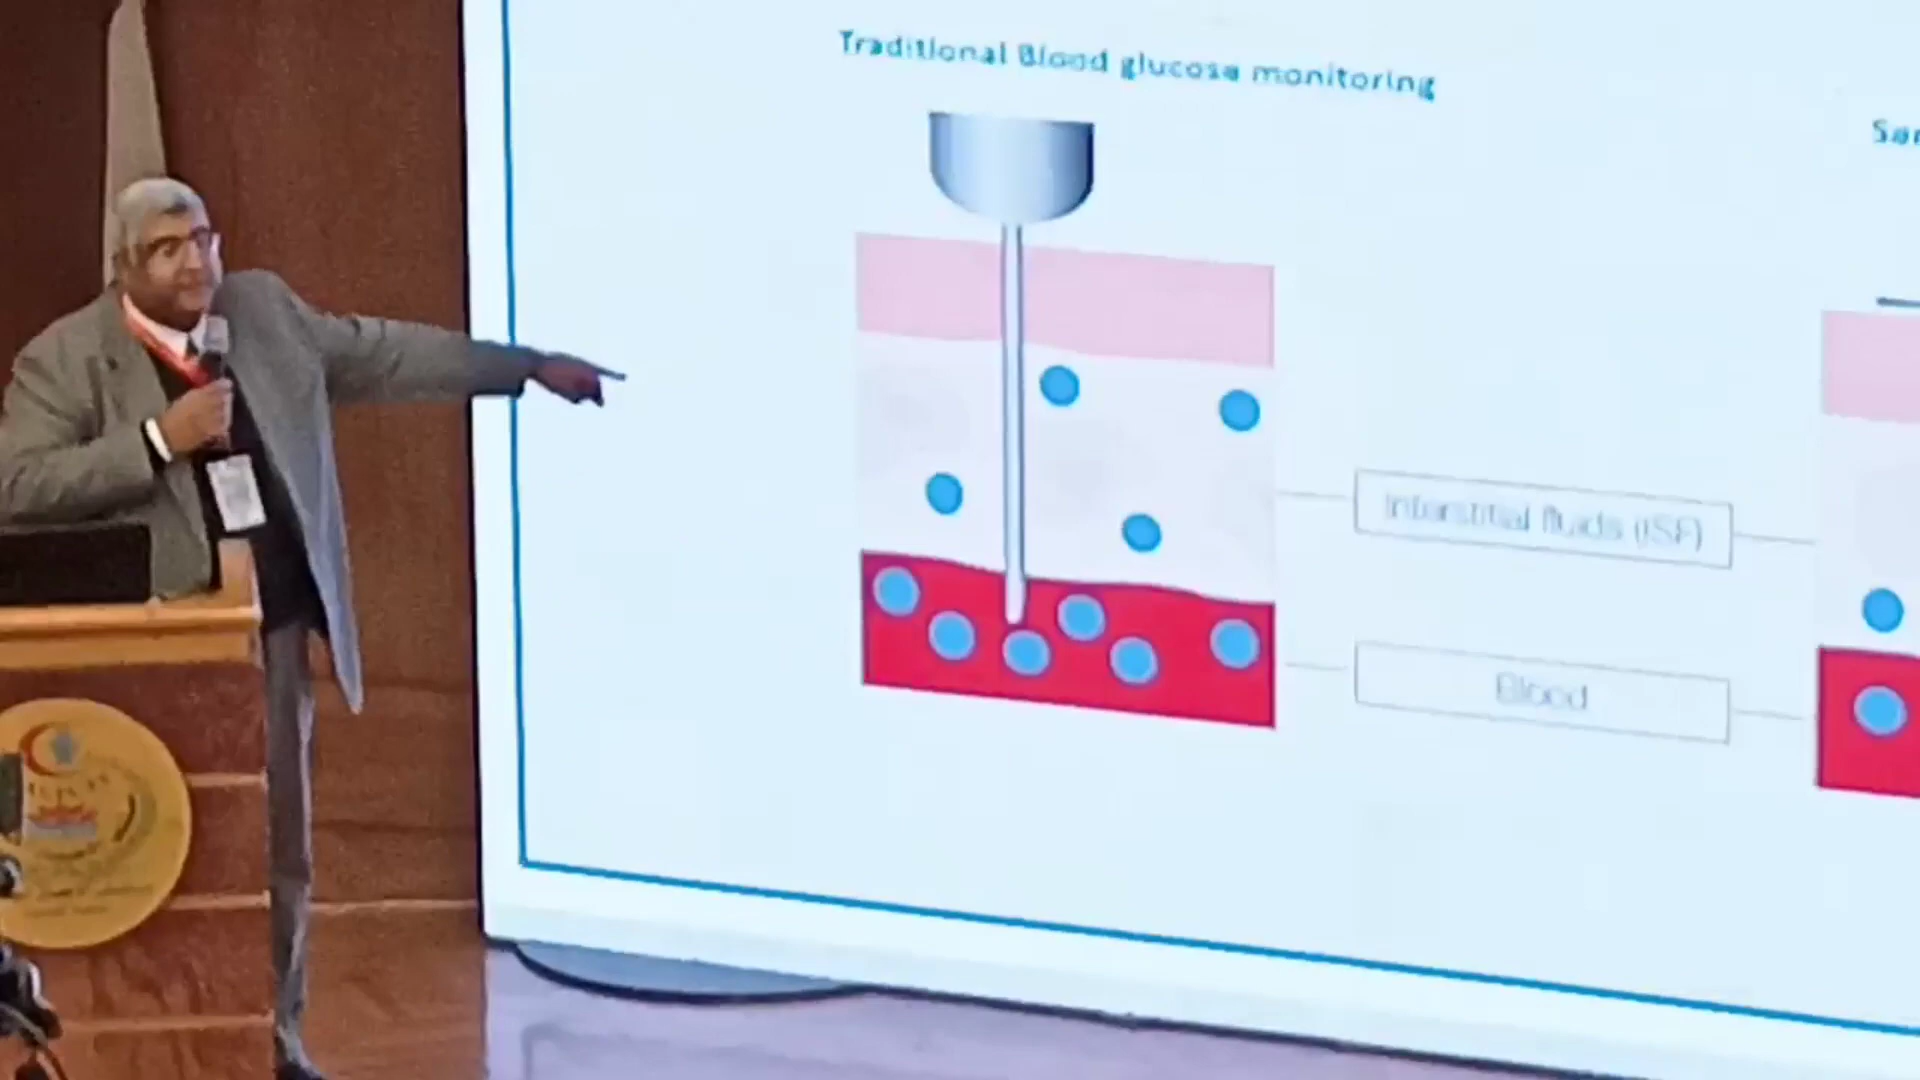 Traditional Blood glucose monitoring
Interstitial fluids (ISF)
Blood